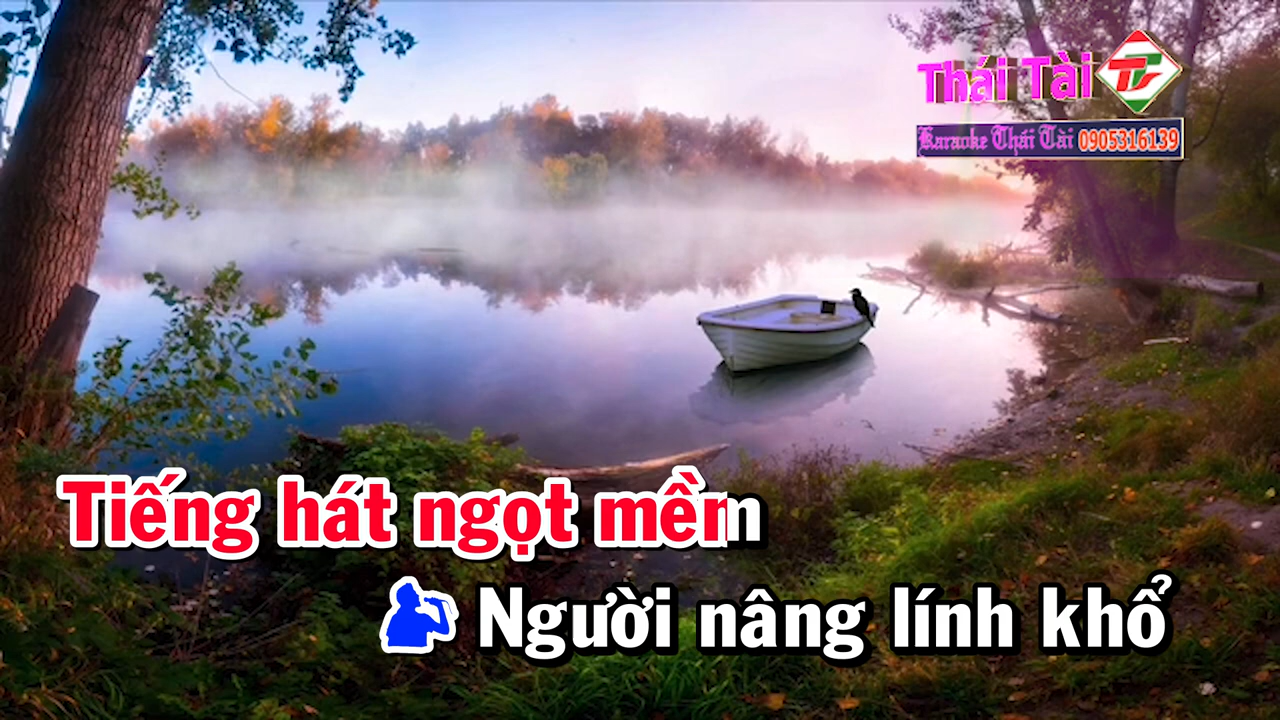 Thái Tài
Karaoke Thái Tài 0905316139
Tiếng hát ngọt mềm
Người nâng lính khổ